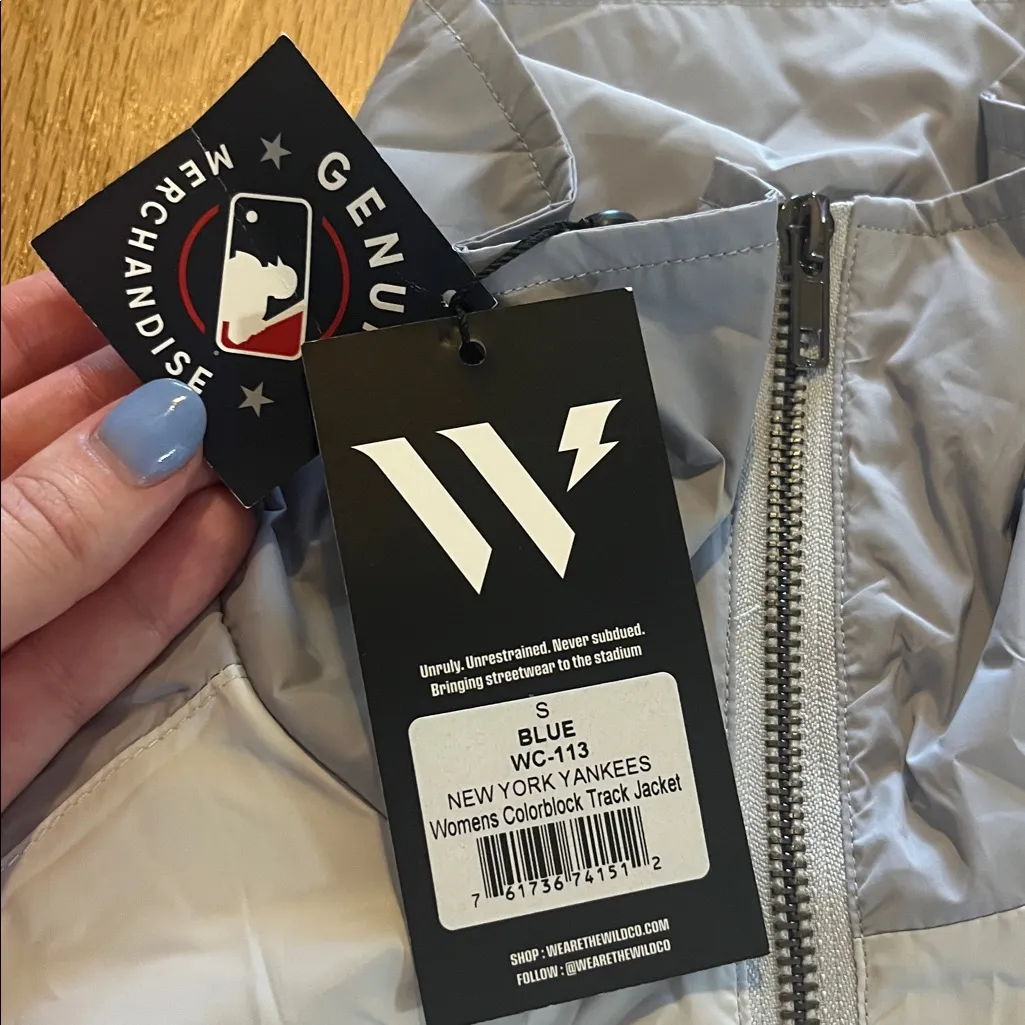 GENU
MERCHANDISE
W
Unruly. Unrestrained. Never subdued.
Bringing streetwear to the stadium
S
BLUE
WC-113
NEW YORK YANKEES
Womens Colorblock Track Jacket
7 61736 74151 2
SHOP : WEARETHEWILDCO.COM
FOLLOW : @WEARETHEWILDCO